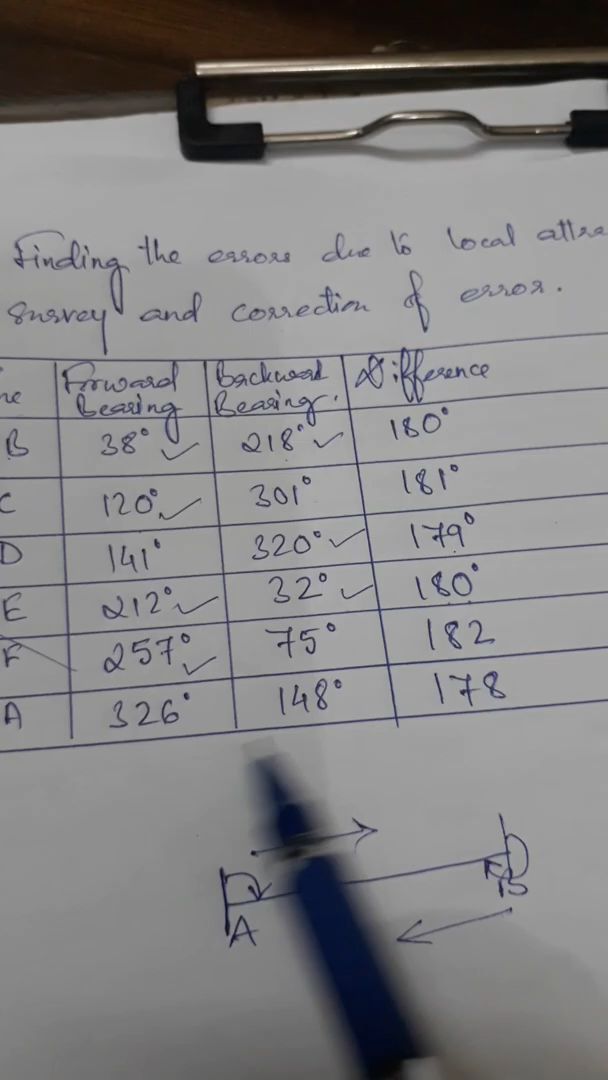 Finding the errors due to local attra
survey and correction of error.
ne Forward Bearing Backward Bearing. Difference
B 38° ✓ 218° ✓ 180°
C 120° ✓ 301° 181°
D 141° 320° ✓ 179°
E 212° ✓ 32° ✓ 180°
F 257° ✓ 75° 182
A 326° 148° 178
A B